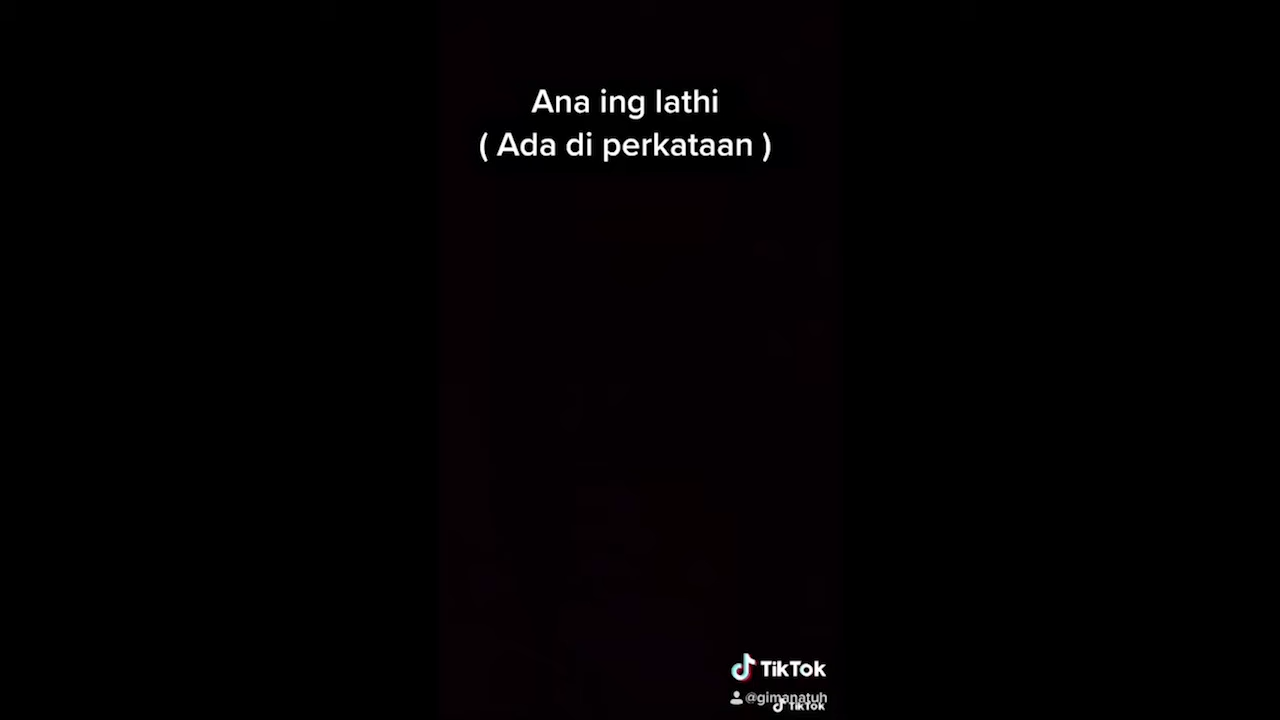 Ana ing lathi
( Ada di perkataan )
TikTok
@gimanatuh
TikTok